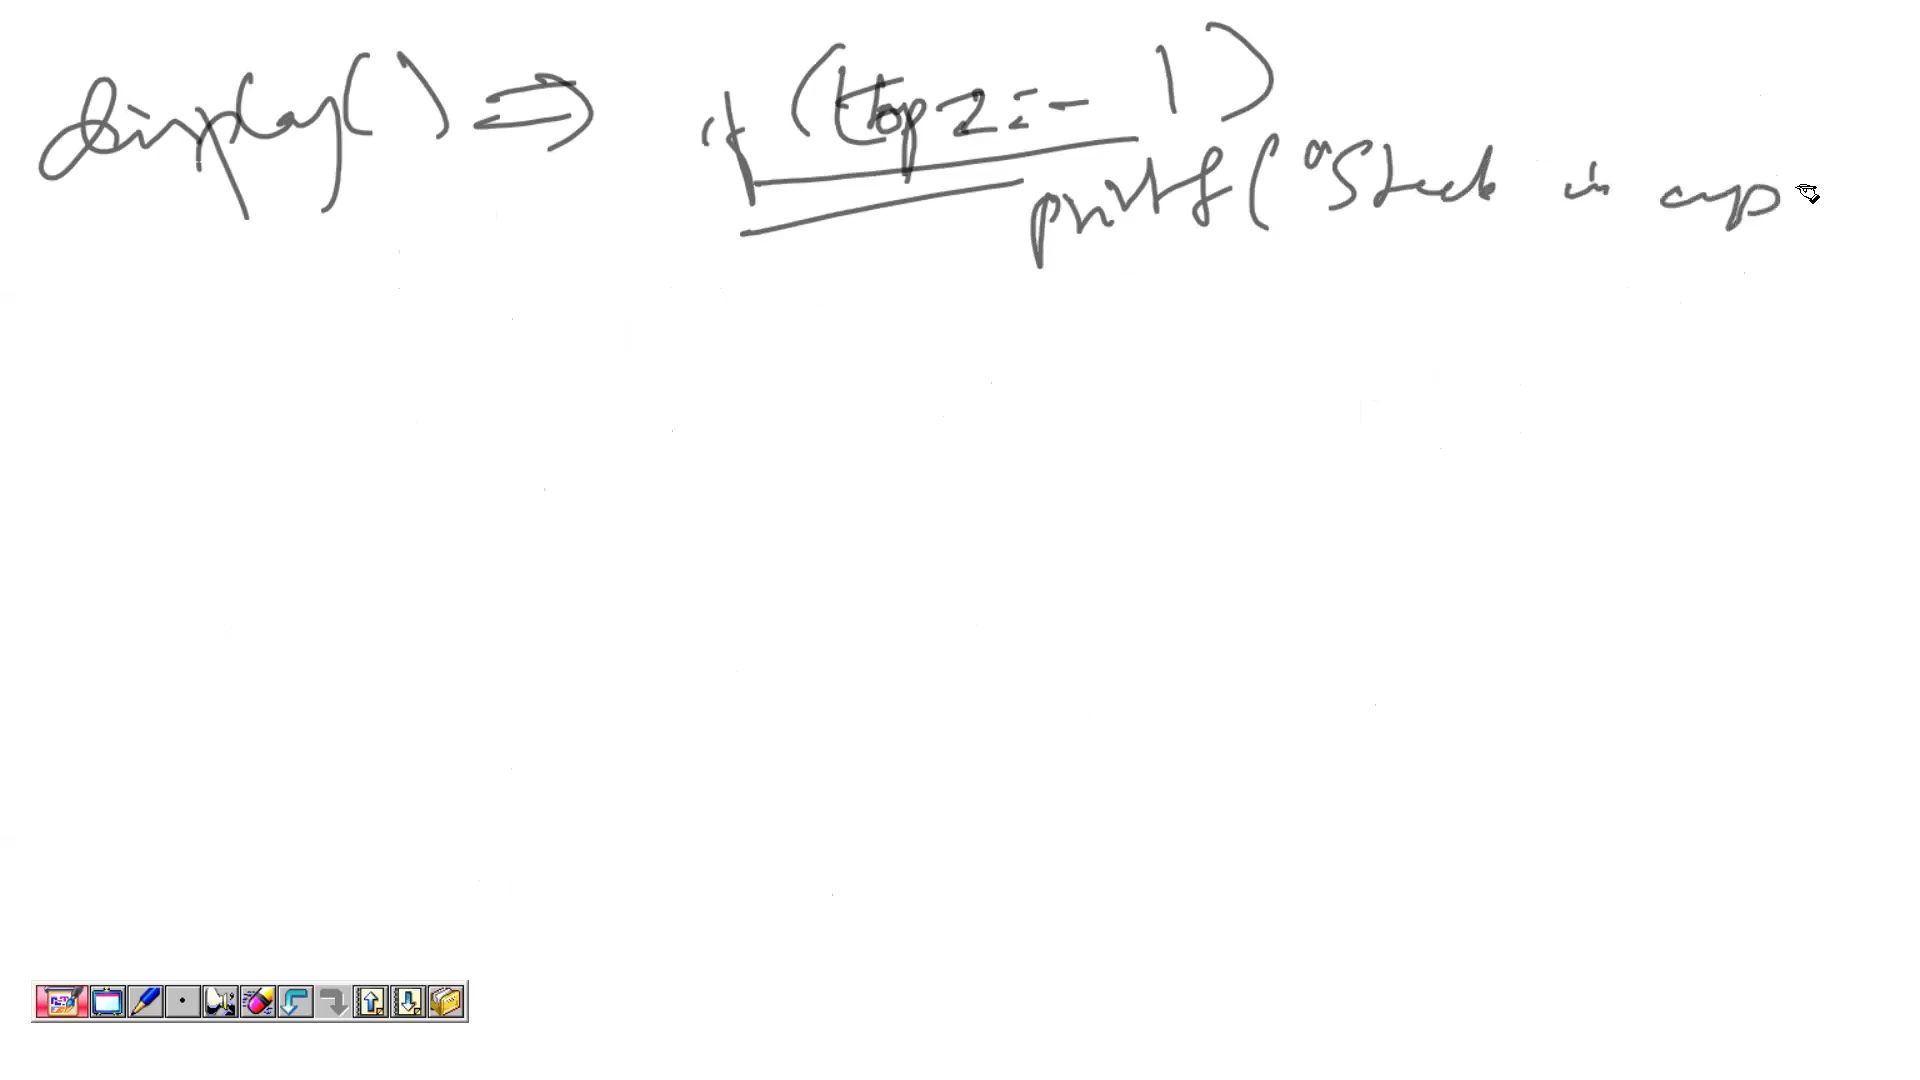 display() ⇒ if (top == -1)
printf("Stack is emp